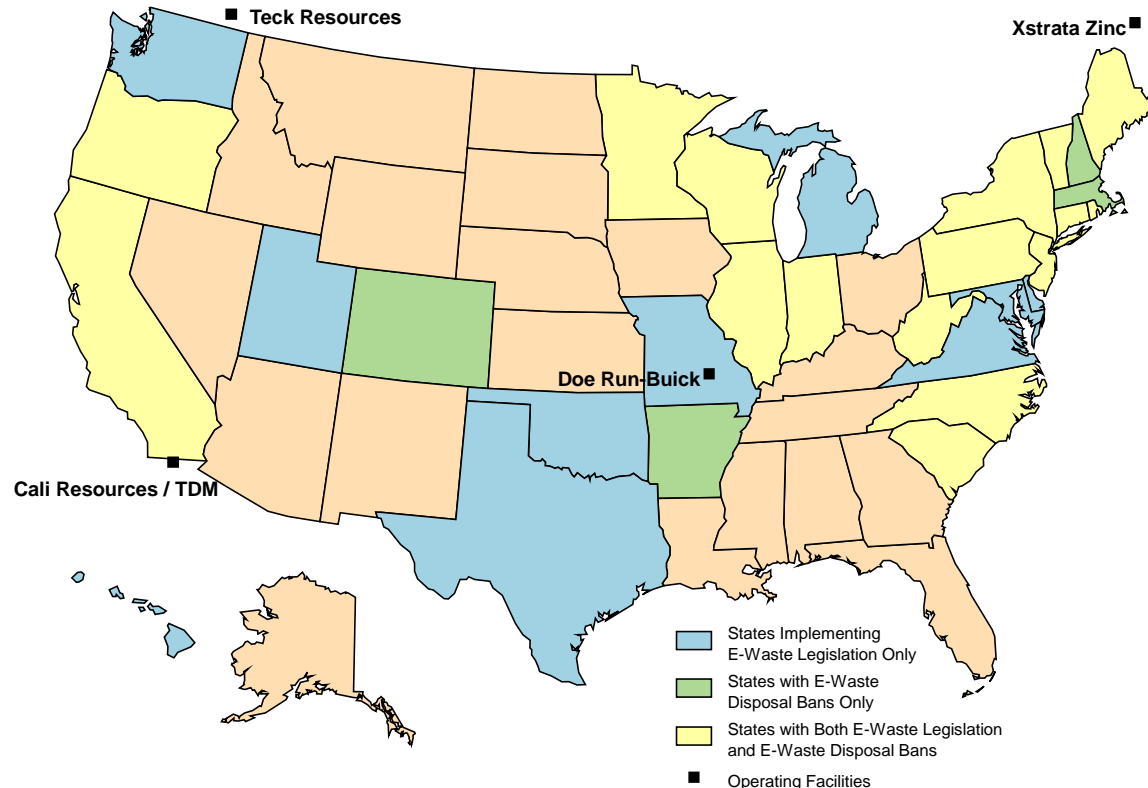 Teck Resources
Xstrata Zinc
Doe Run-Buick
Cali Resources / TDM
States Implementing
E-Waste Legislation Only
States with E-Waste
Disposal Bans Only
States with Both E-Waste Legislation
and E-Waste Disposal Bans
Operating Facilities